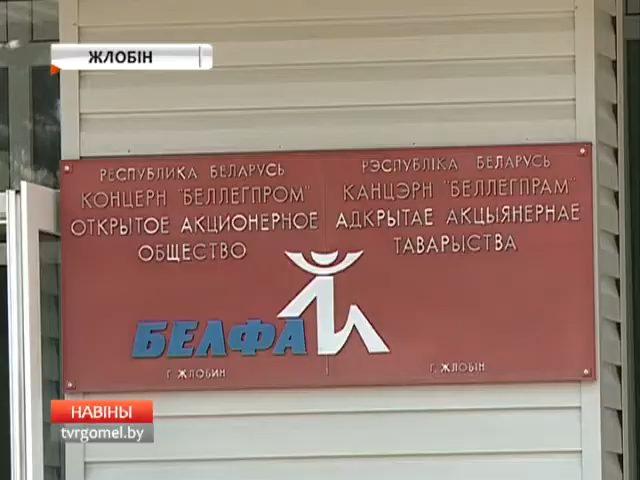 ЖЛОБІН
РЕСПУБЛИКА БЕЛАРУСЬ
КОНЦЕРН "БЕЛЛЕГПРОМ"
ОТКРЫТОЕ АКЦИОНЕРНОЕ
ОБЩЕСТВО
РЭСПУБЛІКА БЕЛАРУСЬ
КАНЦЭРН "БЕЛЛЕГПРАМ"
АДКРЫТАЕ АКЦЫЯНЕРНАЕ
ТАВАРЫСТВА
БЕЛФА
Г. ЖЛОБИН
Г. ЖЛОБІН
НАВІНЫ
tvrgomel.by